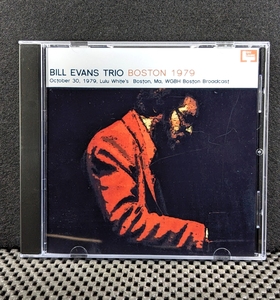 BILL EVANS TRIO BOSTON 1979
October 30, 1979, Lulu White's Boston, Ma, WGBH Boston Broadcast